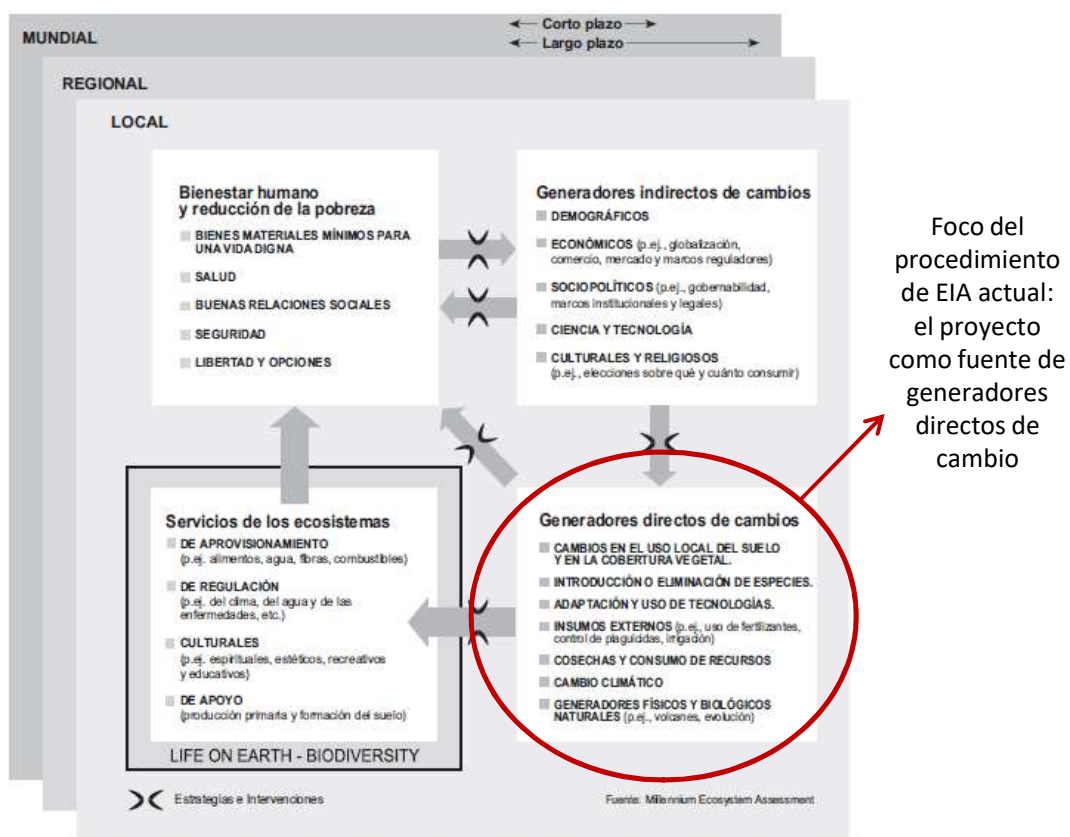 MUNDIAL
Corto plazo
Largo plazo
REGIONAL
LOCAL
Bienestar humano
y reducción de la pobreza
BIENES MATERIALES MÍNIMOS PARA
UNA VIDA DIGNA
SALUD
BUENAS RELACIONES SOCIALES
SEGURIDAD
LIBERTAD Y OPCIONES
Generadores indirectos de cambios
DEMOGRÁFICOS
ECONÓMICOS (p.ej., globalización,
comercio, mercado y marcos reguladores)
SOCIOPOLÍTICOS (p.ej., gobernabilidad,
marcos institucionales y legales)
CIENCIA Y TECNOLOGÍA
CULTURALES Y RELIGIOSOS
(p.ej., elecciones sobre qué y cuánto consumir)
Foco del
procedimiento
de EIA actual:
el proyecto
como fuente de
generadores
directos de
cambio
Servicios de los ecosistemas
DE APROVISIONAMIENTO
(p.ej. alimentos, agua, fibras, combustibles)
DE REGULACIÓN
(p.ej. del clima, del agua y de las
enfermedades, etc.)
CULTURALES
(p.ej. espirituales, estéticos, recreativos
y educativos)
DE APOYO
(producción primaria y formación del suelo)
LIFE ON EARTH - BIODIVERSITY
Generadores directos de cambios
CAMBIOS EN EL USO LOCAL DEL SUELO
Y EN LA COBERTURA VEGETAL.
INTRODUCCIÓN O ELIMINACIÓN DE ESPECIES.
ADAPTACIÓN Y USO DE TECNOLOGÍAS.
INSUMOS EXTERNOS (p.ej., uso de fertilizantes,
control de plaguicidas, irrigación)
COSECHAS Y CONSUMO DE RECURSOS
CAMBIO CLIMÁTICO
GENERADORES FÍSICOS Y BIOLÓGICOS
NATURALES (p.ej., volcanes, evolución)
Estrategias e Intervenciones
Fuente: Millennium Ecosystem Assessment